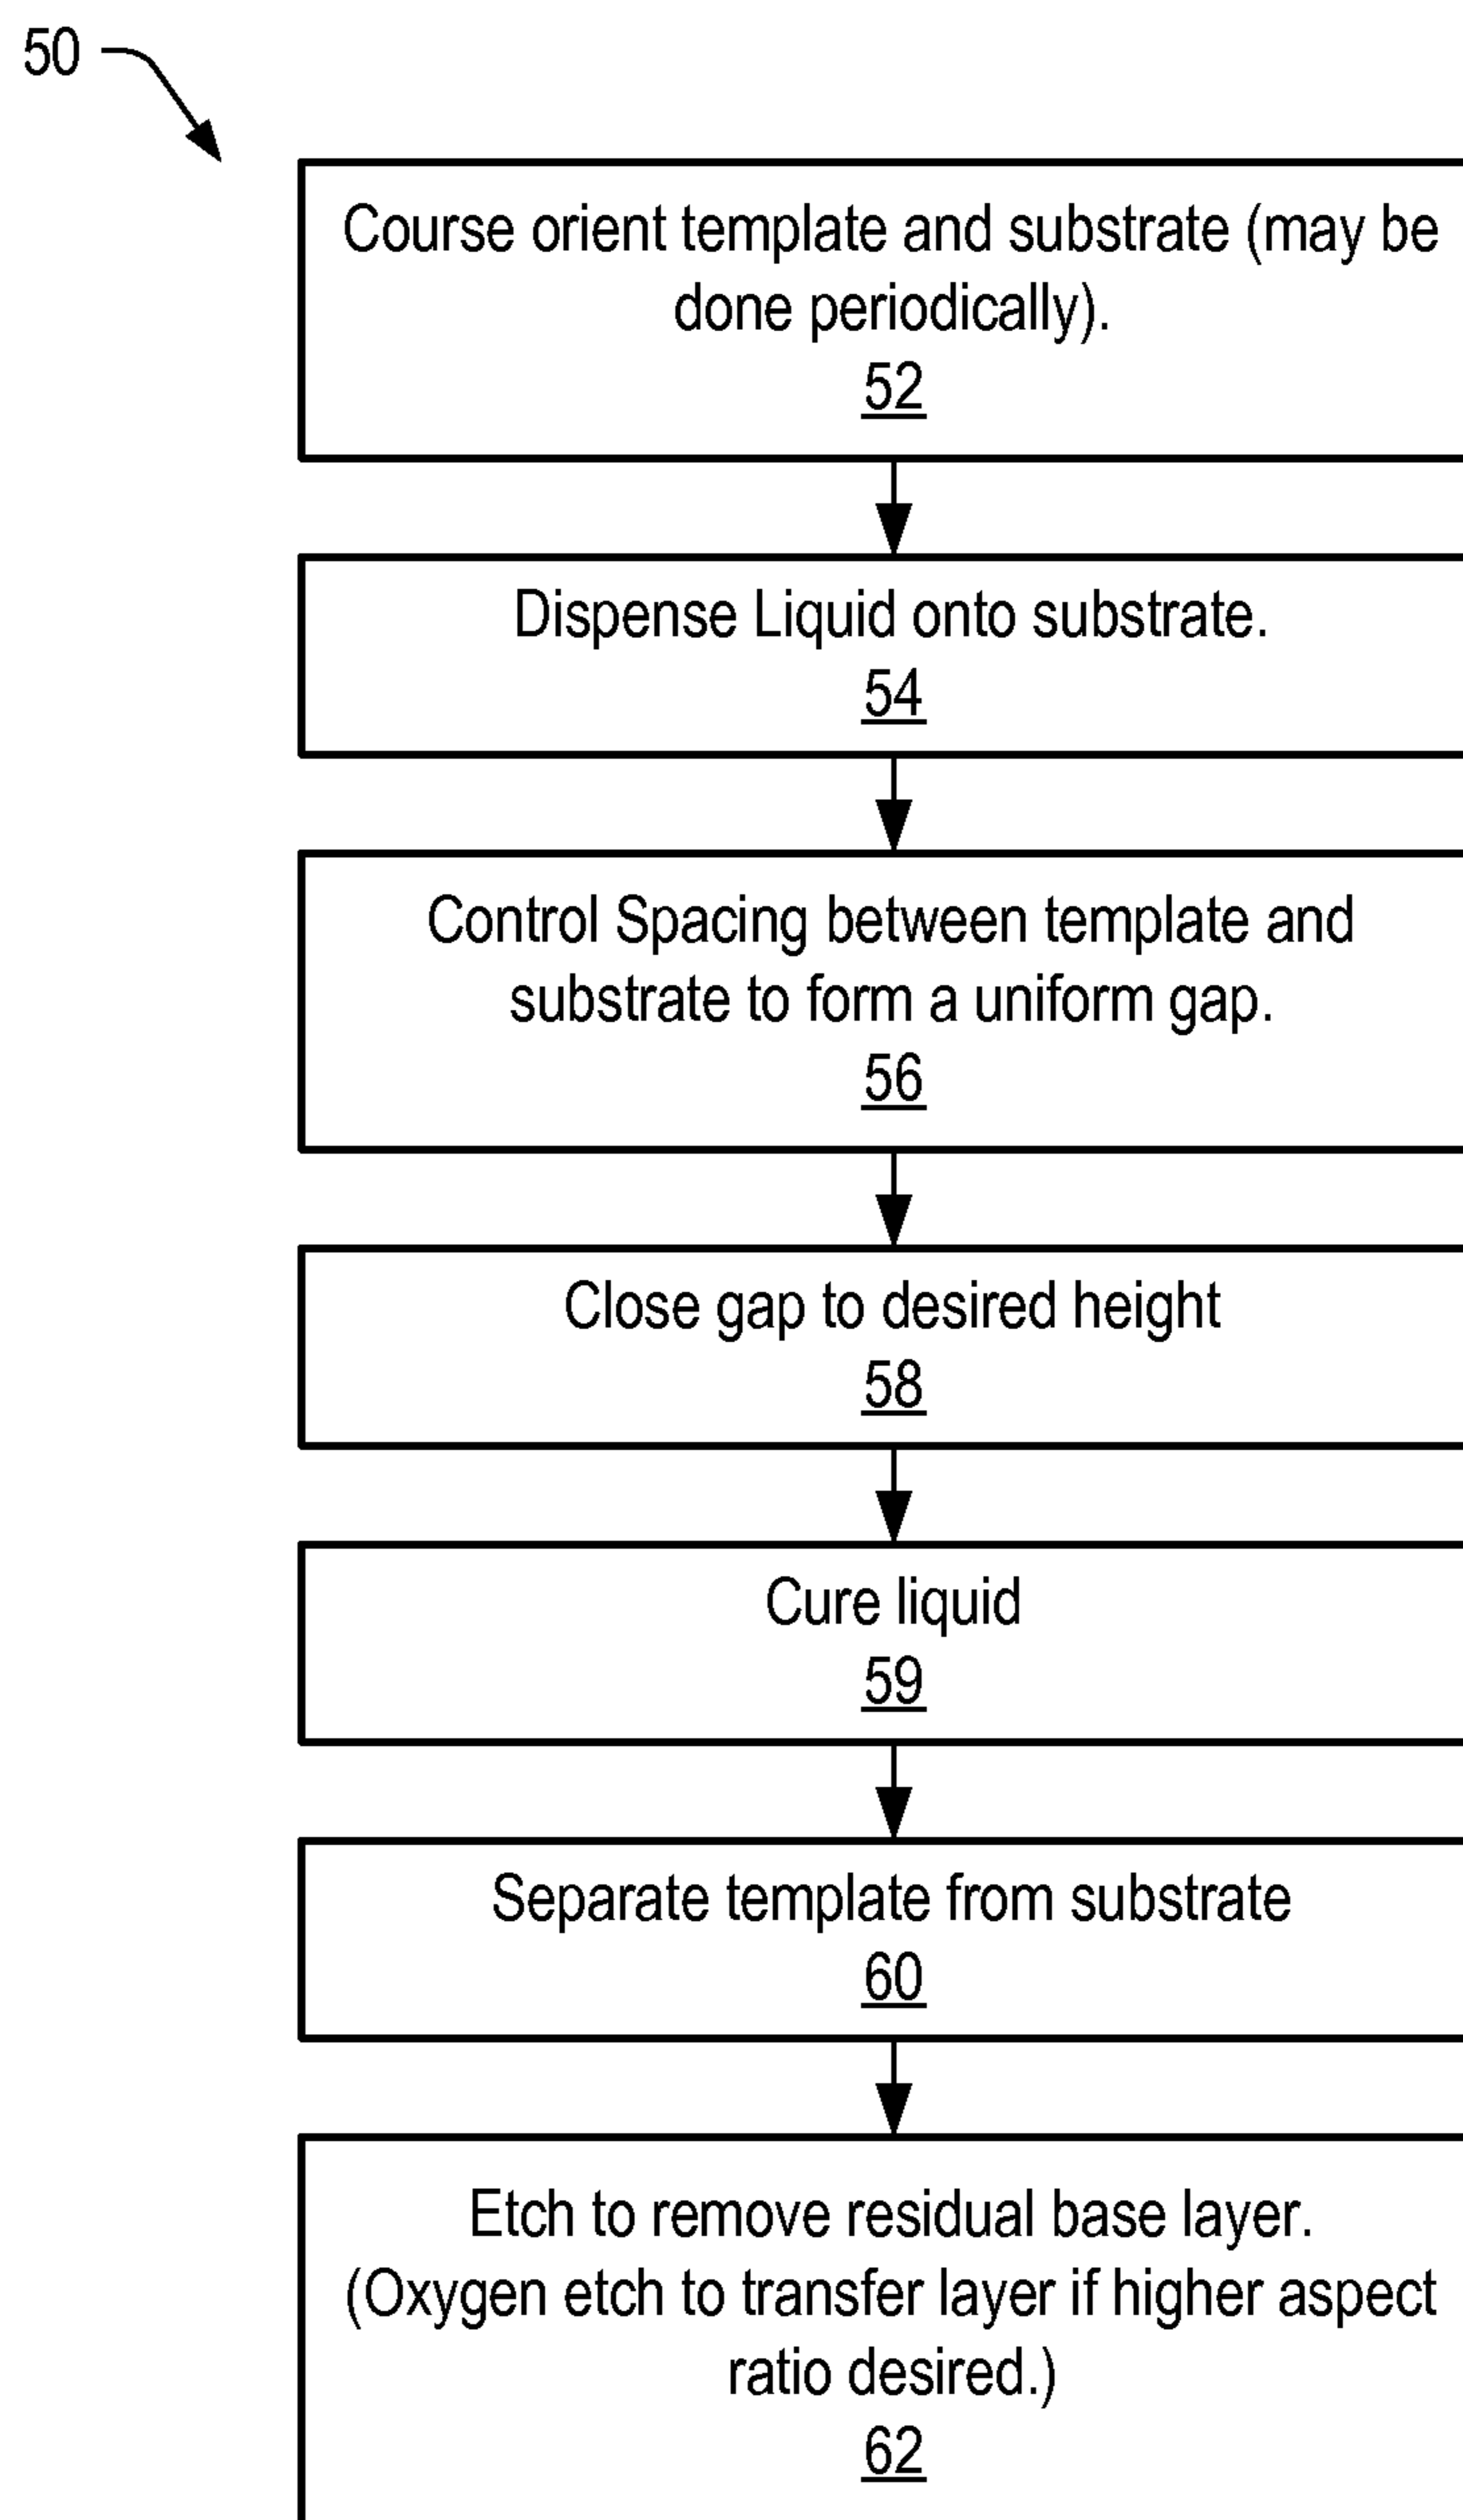 50
Course orient template and substrate (may be
done periodically).
52
Dispense Liquid onto substrate.
54
Control Spacing between template and
substrate to form a uniform gap.
56
Close gap to desired height
58
Cure liquid
59
Separate template from substrate
60
Etch to remove residual base layer.
(Oxygen etch to transfer layer if higher aspect
ratio desired.)
62